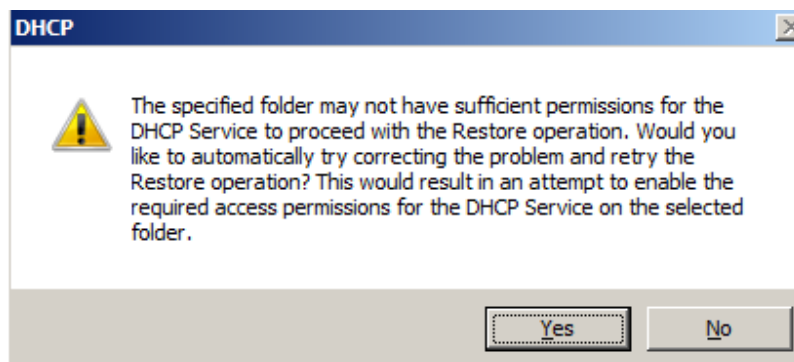 DHCP
The specified folder may not have sufficient permissions for the
DHCP Service to proceed with the Restore operation. Would you
like to automatically try correcting the problem and retry the
Restore operation? This would result in an attempt to enable the
required access permissions for the DHCP Service on the selected
folder.
Yes
No